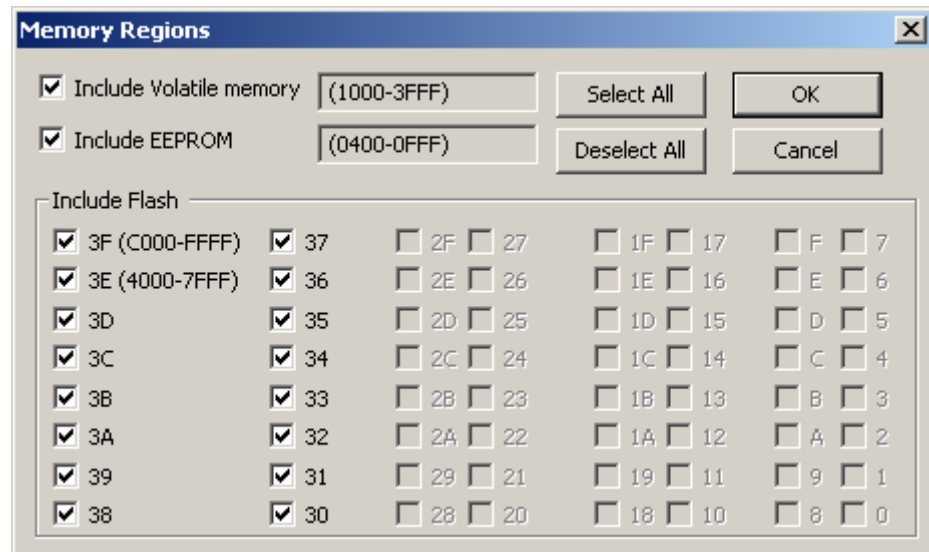 Memory Regions
Include Volatile memory (1000-3FFF) Select All OK
Include EEPROM (0400-0FFF) Deselect All Cancel
Include Flash
3F (C000-FFFF) 37 2F 27 1F 17 F 7
3E (4000-7FFF) 36 2E 26 1E 16 E 6
3D 35 2D 25 1D 15 D 5
3C 34 2C 24 1C 14 C 4
3B 33 2B 23 1B 13 B 3
3A 32 2A 22 1A 12 A 2
39 31 29 21 19 11 9 1
38 30 28 20 18 10 8 0